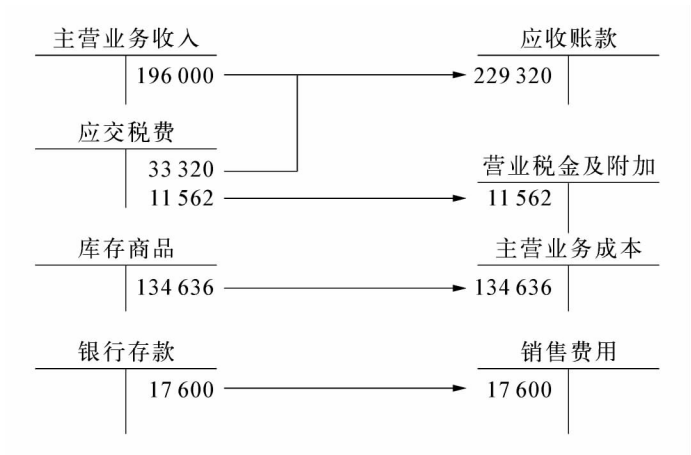 主营业务收入 应收账款
196 000 229 320
应交税费
33 320
营业税金及附加
11 562 11 562
库存商品 主营业务成本
134 636 134 636
银行存款 销售费用
17 600 17 600